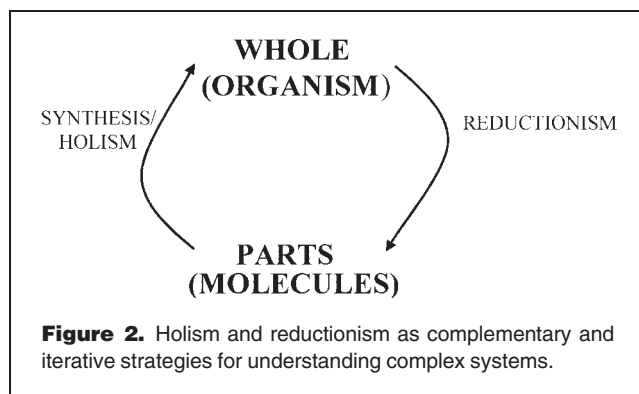 WHOLE
(ORGANISM)
SYNTHESIS/
HOLISM
REDUCTIONISM
PARTS
(MOLECULES)
Figure 2. Holism and reductionism as complementary and
iterative strategies for understanding complex systems.